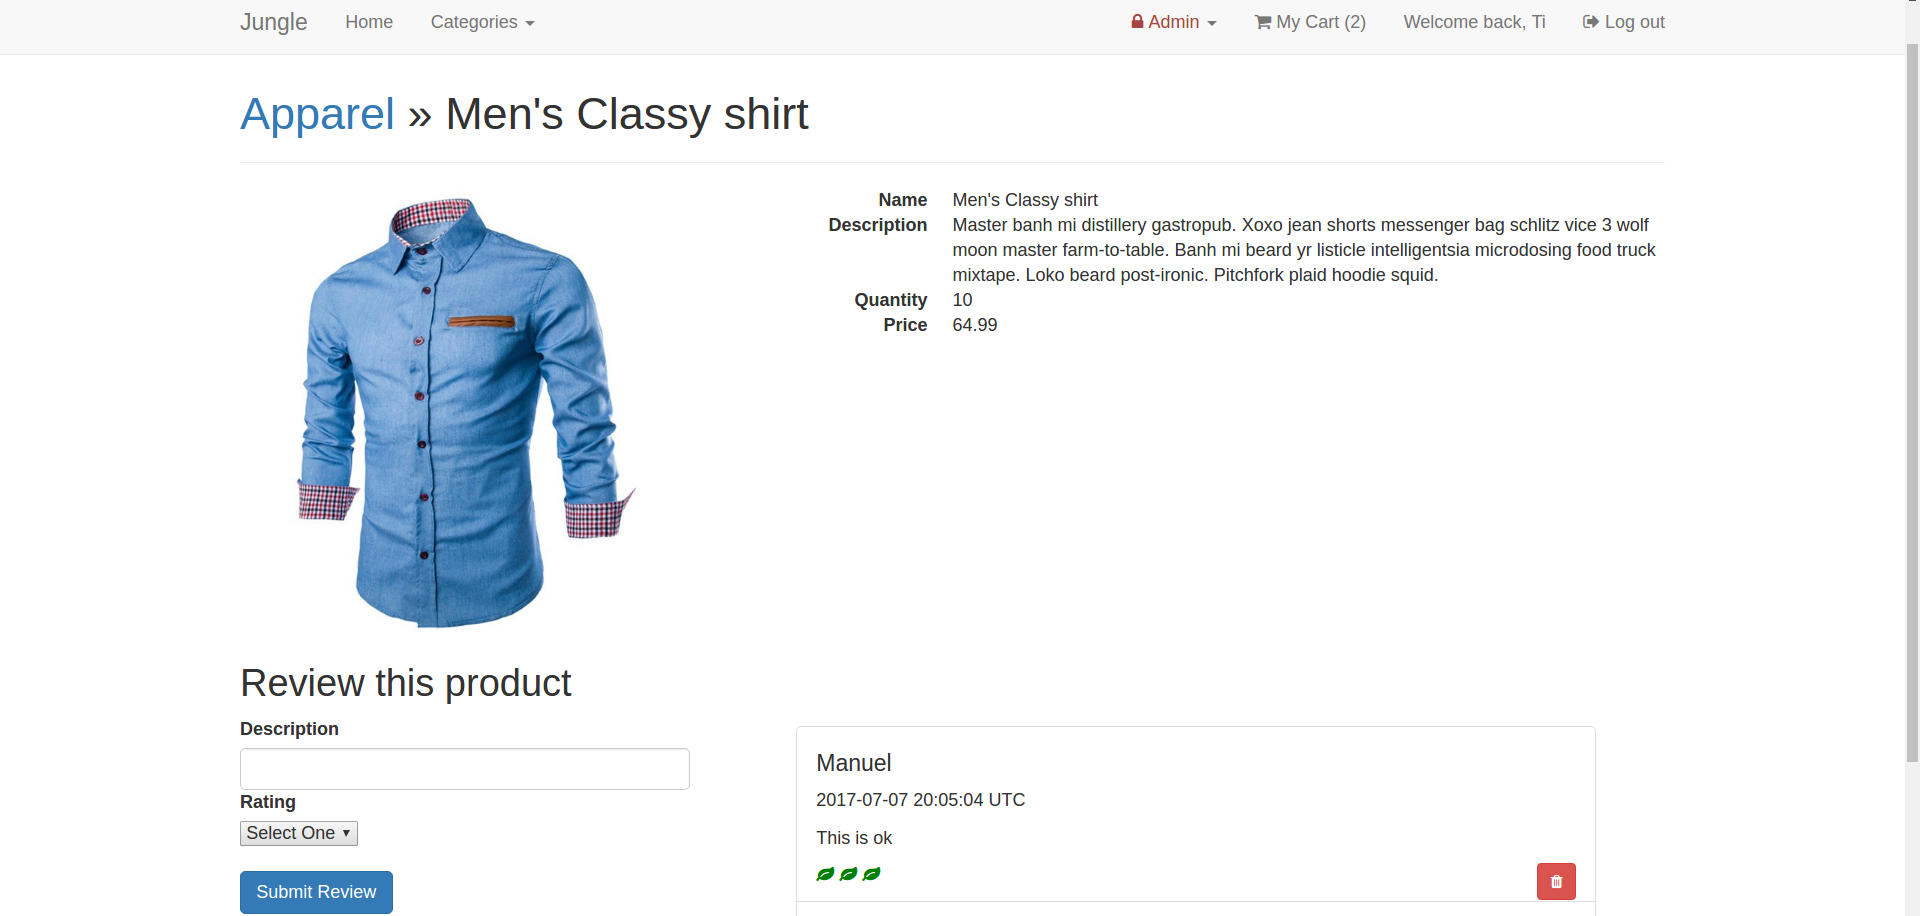 Jungle Home Categories Admin My Cart (2) Welcome back, Ti Log out
Apparel » Men's Classy shirt
Name Men's Classy shirt
Description Master banh mi distillery gastropub. Xoxo jean shorts messenger bag schlitz vice 3 wolf
moon master farm-to-table. Banh mi beard yr listicle intelligentsia microdosing food truck
mixtape. Loko beard post-ironic. Pitchfork plaid hoodie squid.
Quantity 10
Price 64.99
Review this product
Description
Rating
Select One
Submit Review
Manuel
2017-07-07 20:05:04 UTC
This is ok